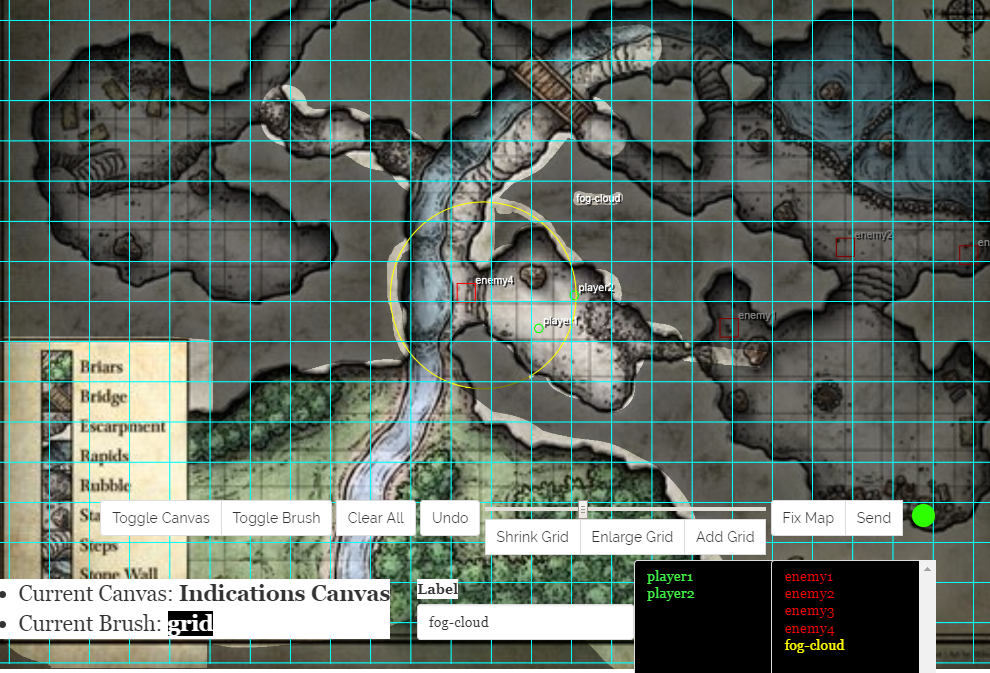 S
fog-cloud
enemy2
en
enemy4
player2
enemy1
player1
Briars
Bridge
Escarpment
Rapids
Rubble
Sta
Steps
Stone Wall
Toggle Canvas
Toggle Brush
Clear All
Undo
Shrink Grid
Enlarge Grid
Add Grid
Fix Map
Send
Current Canvas: Indications Canvas
Current Brush: grid
Label
fog-cloud
player1
player2
enemy1
enemy2
enemy3
enemy4
fog-cloud